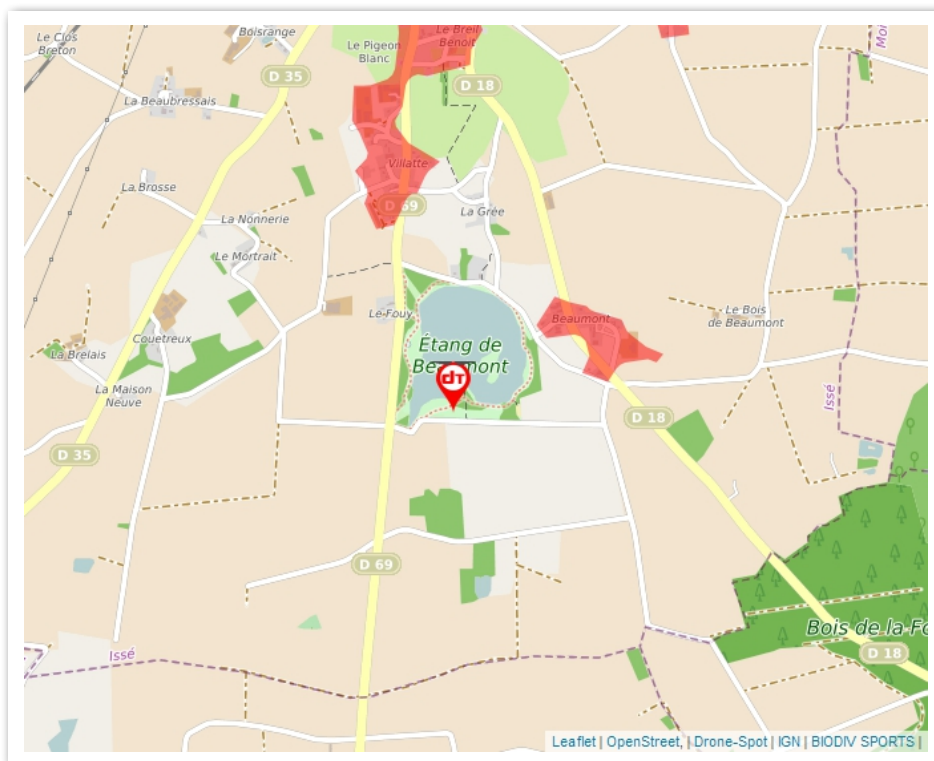 Le Clos
Breton
Boisrange
Le Pigeon
Blanc
Le Breil
Benoit
D 35
D 18
La Beaubressais
Villatte
La Brosse
D 69
La Grée
La Nonnerie
Le Mortrait
Le Fouy
Beaumont
Le Bois
de Beaumont
Couetreux
La Brelais
Étang de
Beaumont
dT
La Maison
Neuve
Issé
D 18
D 35
D 69
Bois de la Fo
Issé
D 18
Leaflet | OpenStreet, | Drone-Spot | IGN | BIODIV SPORTS |